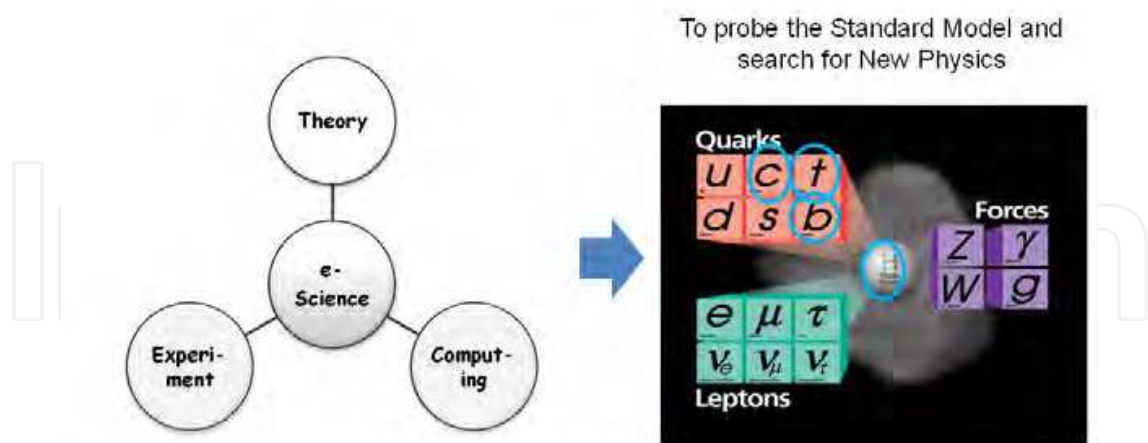 To probe the Standard Model and
search for New Physics
Theory
e-
Science
Experi-
ment
Comput-
ing
Quarks
u c t
d s b
Forces
Z γ
W g
e μ τ
νe νμ ντ
Leptons